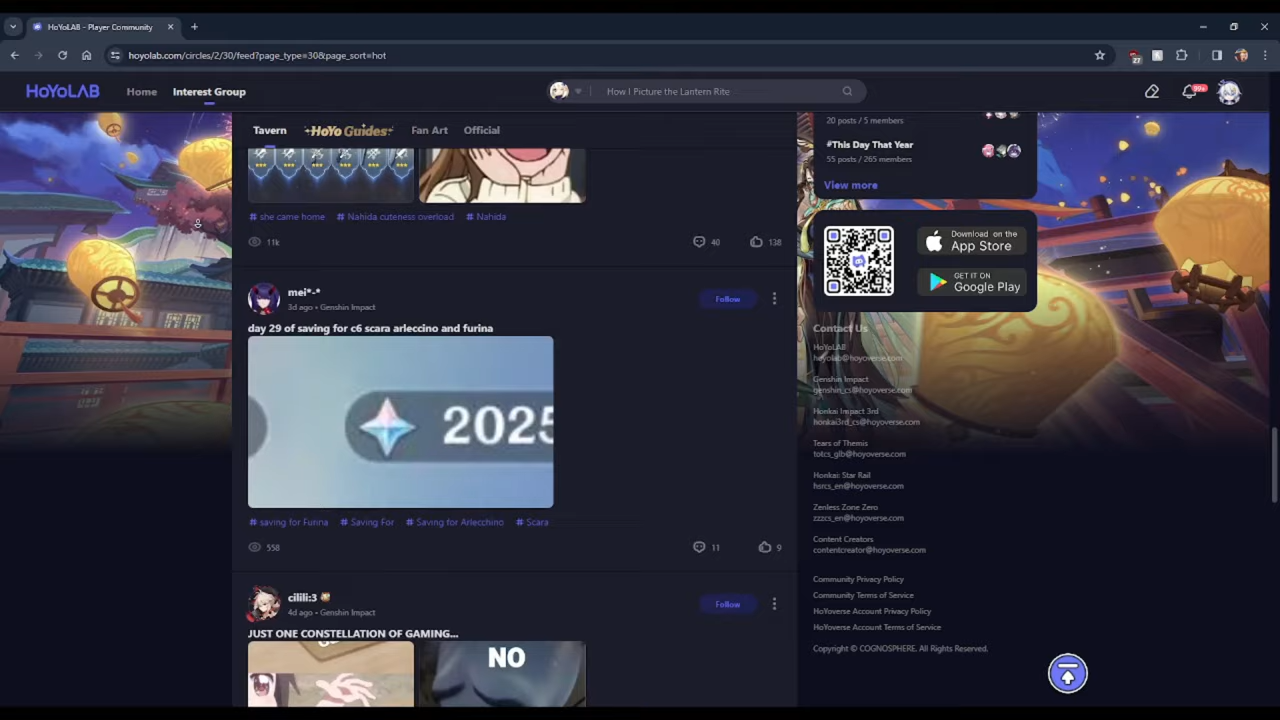 HoYoLAB - Player Community
hoyolab.com/circles/2/30/feed?page_type=30&page_sort=hot
27
HOYOLAB
Home
Interest Group
How I Picture the Lantern Rite
99+
Tavern
HoYo Guides
Fan Art
Official
# she came home # Nahida cuteness overload # Nahida
11k
40
138
mei*-*
3d ago • Genshin Impact
Follow
day 29 of saving for c6 scara arleccino and furina
2025
# saving for Furina # Saving For # Saving for Arlecchino # Scara
558
11
9
cilili:3
4d ago • Genshin Impact
Follow
JUST ONE CONSTELLATION OF GAMING...
NO
20 posts / 5 members
#This Day That Year
55 posts / 265 members
View more
Download on the
App Store
GET IT ON
Google Play
Contact Us
HoYoLAB
hoyolab@hoyoverse.com
Genshin Impact
genshin_cs@hoyoverse.com
Honkai Impact 3rd
honkai3rd_cs@hoyoverse.com
Tears of Themis
totcs_glb@hoyoverse.com
Honkai: Star Rail
hsrcs_en@hoyoverse.com
Zenless Zone Zero
zzzcs_en@hoyoverse.com
Content Creators
contentcreator@hoyoverse.com
Community Privacy Policy
Community Terms of Service
HoYoverse Account Privacy Policy
HoYoverse Account Terms of Service
Copyright © COGNOSPHERE. All Rights Reserved.